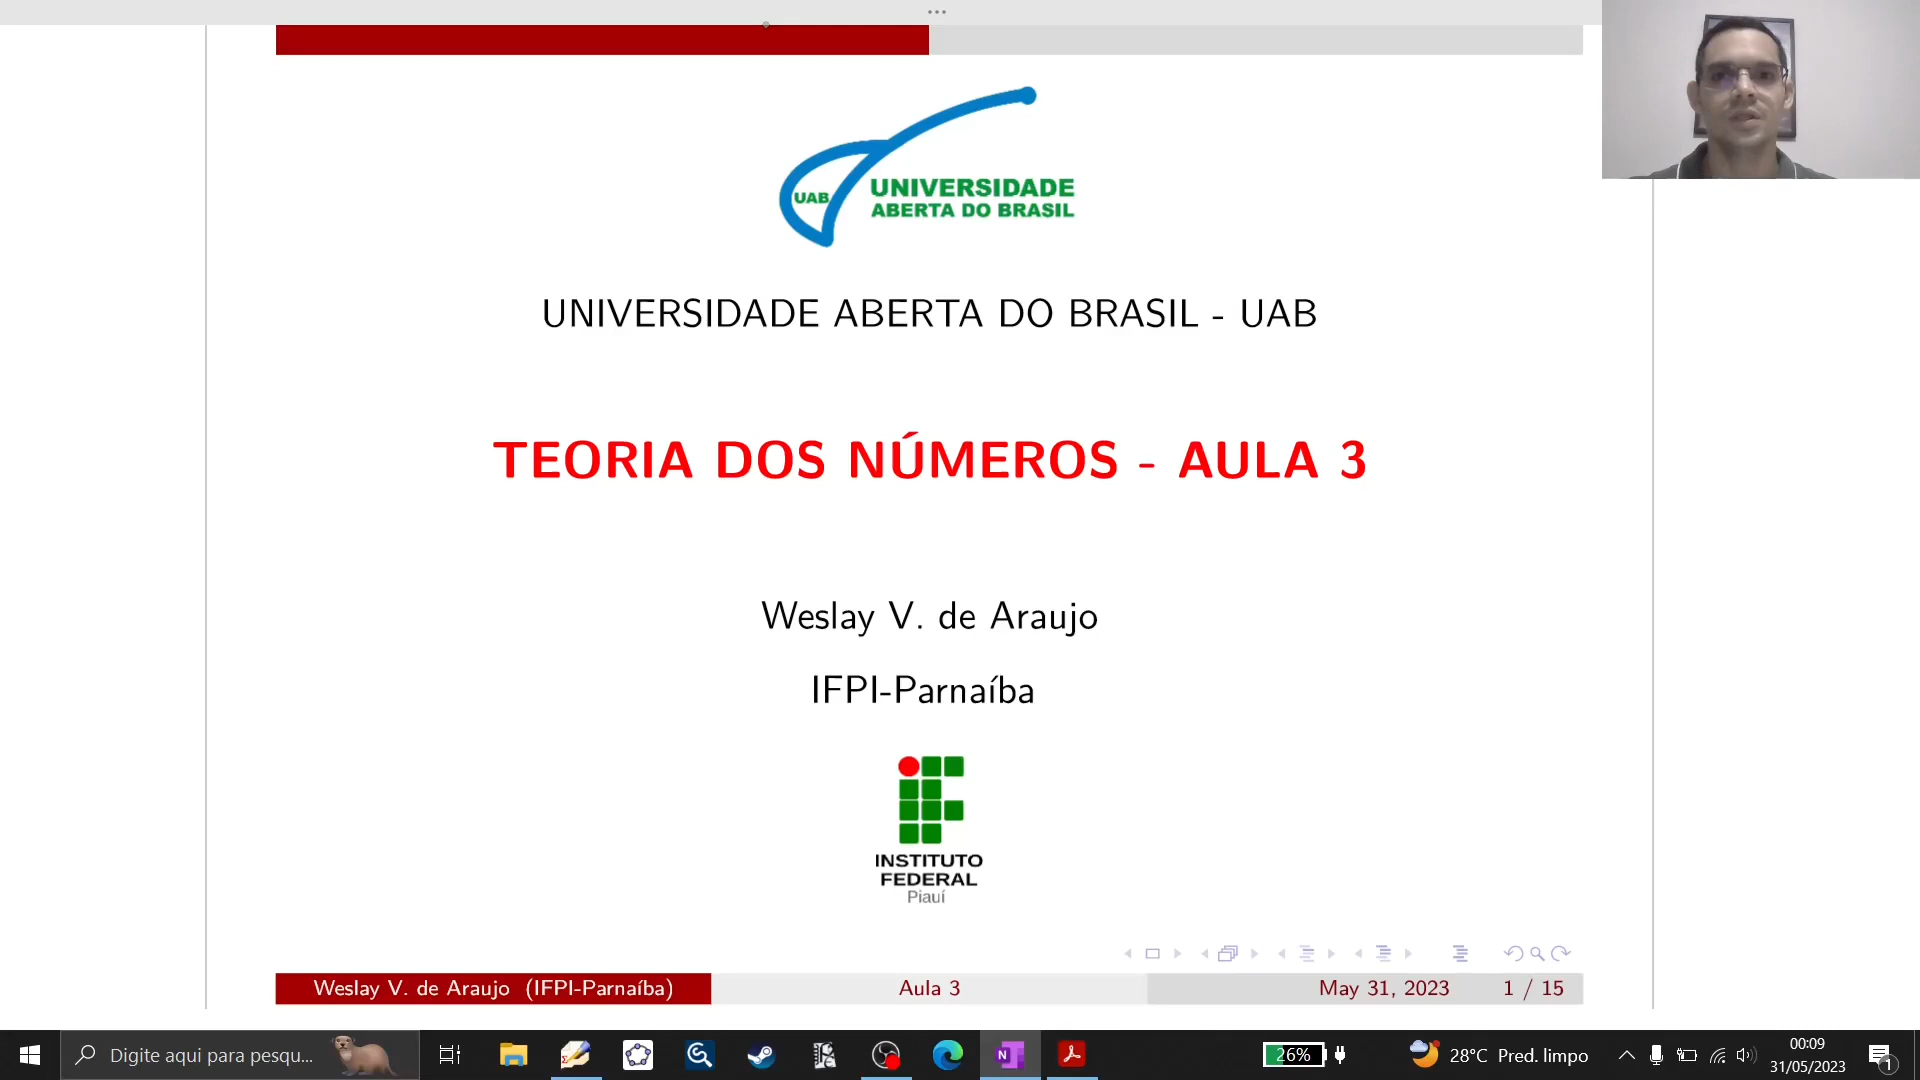 UAB
UNIVERSIDADE
ABERTA DO BRASIL
UNIVERSIDADE ABERTA DO BRASIL - UAB
TEORIA DOS NÚMEROS - AULA 3
Weslay V. de Araujo
IFPI-Parnaíba
INSTITUTO
FEDERAL
Piauí
Weslay V. de Araujo (IFPI-Parnaíba) Aula 3 May 31, 2023 1 / 15
Digite aqui para pesqu... 26% 28°C Pred. limpo 00:09
31/05/2023
1